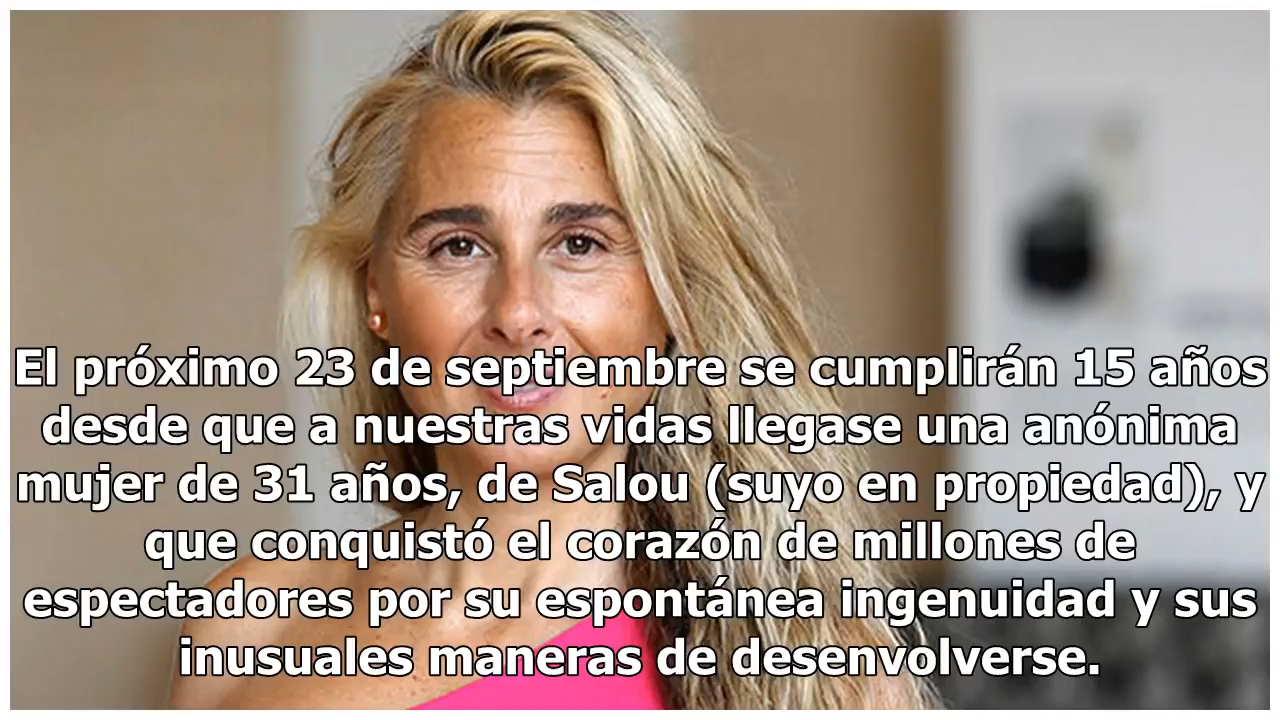 El próximo 23 de septiembre se cumplirán 15 años
desde que a nuestras vidas llegase una anónima
mujer de 31 años, de Salou (suyo en propiedad), y
que conquistó el corazón de millones de
espectadores por su espontánea ingenuidad y sus
inusuales maneras de desenvolverse.